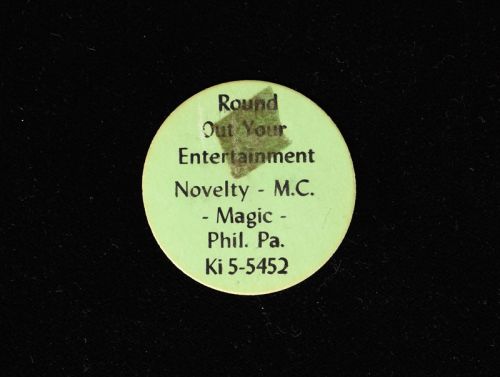 Round
Out Your
Entertainment
Novelty - M.C.
- Magic -
Phil. Pa.
Ki 5-5452